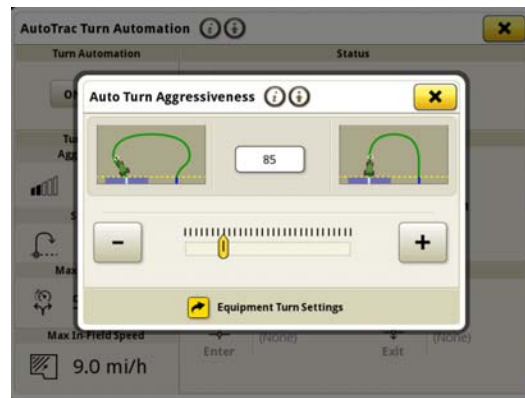 AutoTrac Turn Automation
Turn Automation
Status
Auto Turn Aggressiveness
85
-
+
Equipment Turn Settings
Max In-Field Speed
9.0 mi/h
(None)
Enter
(None)
Exit